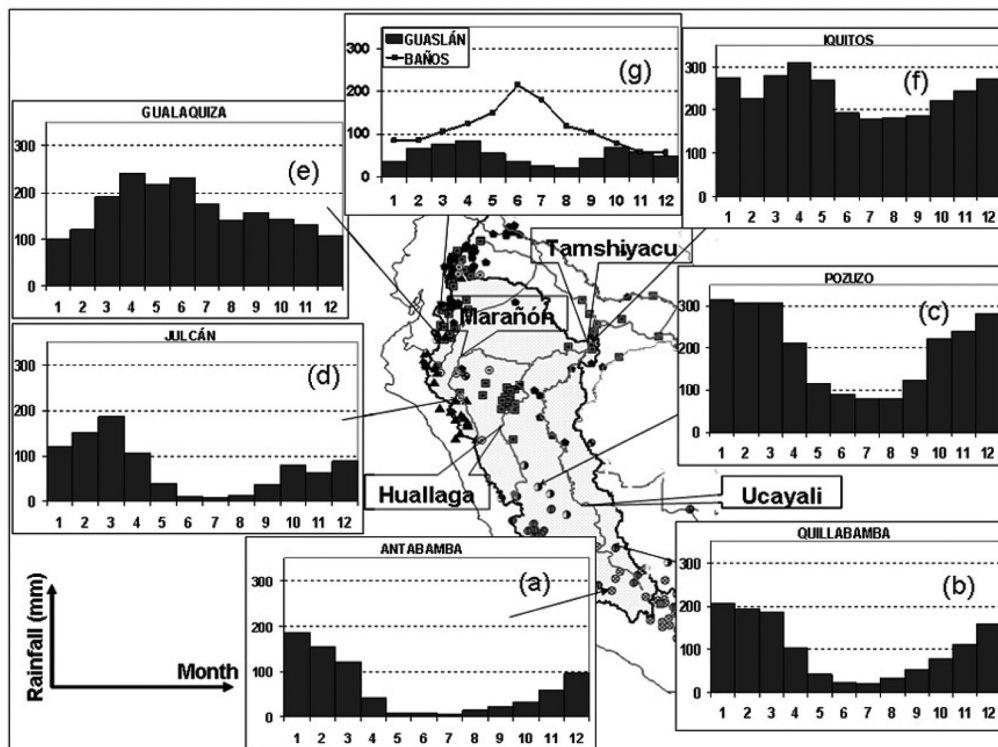 GUASLÁN
BAÑOS
(g)
300
200
100
0
1 2 3 4 5 6 7 8 9 10 11 12
IQUITOS
(f)
300
200
100
0
1 2 3 4 5 6 7 8 9 10 11 12
GUALAQUIZA
(e)
300
200
100
0
1 2 3 4 5 6 7 8 9 10 11 12
Tamshiyacu
Marañón
POZUZO
(c)
300
200
100
0
1 2 3 4 5 6 7 8 9 10 11 12
JULCÁN
(d)
300
200
100
0
1 2 3 4 5 6 7 8 9 10 11 12
Huallaga
Ucayali
ANTABAMBA
(a)
300
200
100
0
1 2 3 4 5 6 7 8 9 10 11 12
QUILLABAMBA
(b)
300
200
100
0
1 2 3 4 5 6 7 8 9 10 11 12
Rainfall (mm)
Month